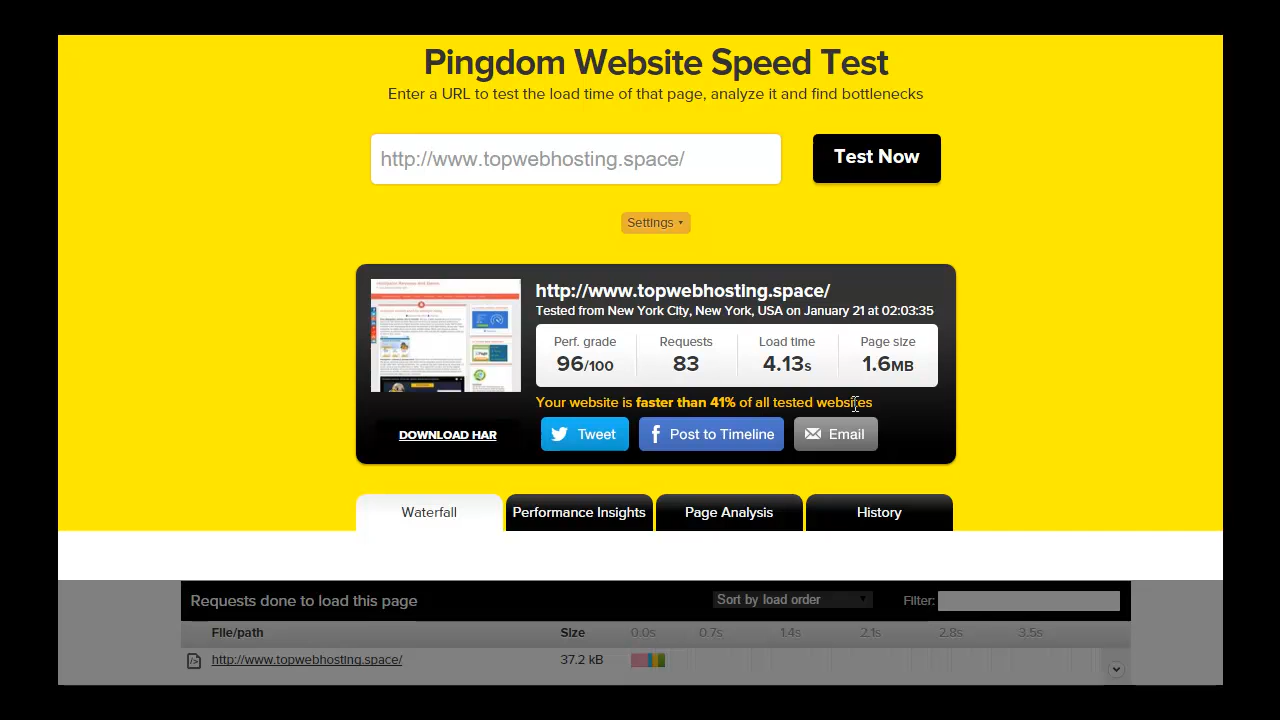 Pingdom Website Speed Test
Enter a URL to test the load time of that page, analyze it and find bottlenecks
http://www.topwebhosting.space/
Test Now
Settings
http://www.topwebhosting.space/
Tested from New York City, New York, USA on January 21 at 02:03:35
Perf. grade Requests Load time Page size
96/100 83 4.13s 1.6MB
Your website is faster than 41% of all tested websites
DOWNLOAD HAR
Tweet Post to Timeline Email
Waterfall Performance Insights Page Analysis History
Requests done to load this page Sort by load order Filter:
File/path Size 0.0s 0.7s 1.4s 2.1s 2.8s 3.5s
http://www.topwebhosting.space/ 37.2 kB